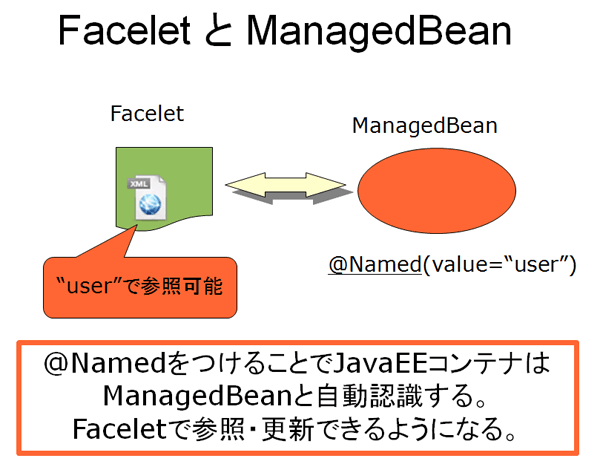 Facelet と ManagedBean
Facelet
ManagedBean
XML
“user”で参照可能
@Named(value=“user”)
@NamedをつけることでJavaEEコンテナは
ManagedBeanと自動認識する。
Faceletで参照・更新できるようになる。